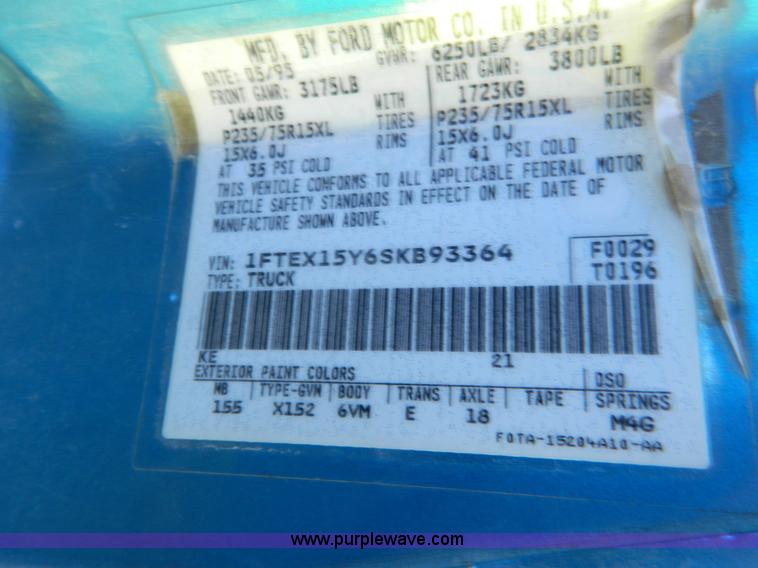 MFD. BY FORD MOTOR CO. IN U.S.A.
DATE: 05/95 GVWR: 6250LB/ 2834KG
FRONT GAWR: 3175LB REAR GAWR: 3800LB
1440KG WITH 1723KG WITH
P235/75R15XL TIRES P235/75R15XL TIRES
15X6.0J RIMS 15X6.0J RIMS
AT 35 PSI COLD AT 41 PSI COLD
THIS VEHICLE CONFORMS TO ALL APPLICABLE FEDERAL MOTOR
VEHICLE SAFETY STANDARDS IN EFFECT ON THE DATE OF
MANUFACTURE SHOWN ABOVE.
VIN: 1FTEX15Y6SKB93364 F0029
TYPE: TRUCK T0196
KE 21
EXTERIOR PAINT COLORS DSO
WB TYPE-GVW BODY TRANS AXLE TAPE SPRINGS
155 X152 6VM E 18 M4G
F0TA-15204A10-AA
www.purplewave.com